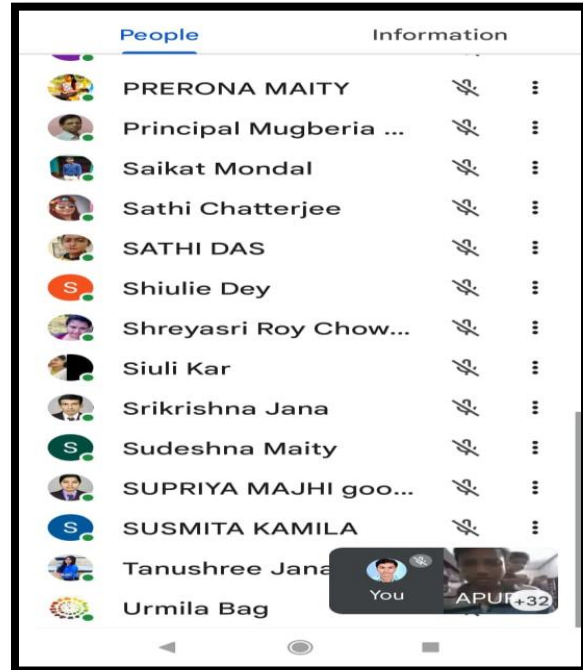 People Information
PRERONA MAITY
Principal Mugberia ...
Saikat Mondal
Sathi Chatterjee
SATHI DAS
S Shiulie Dey
Shreyasri Roy Chow...
Siuli Kar
Srikrishna Jana
S Sudeshna Maity
SUPRIYA MAJHI goo...
S SUSMITA KAMILA
Tanushree Jana
You APUR +32
Urmila Bag